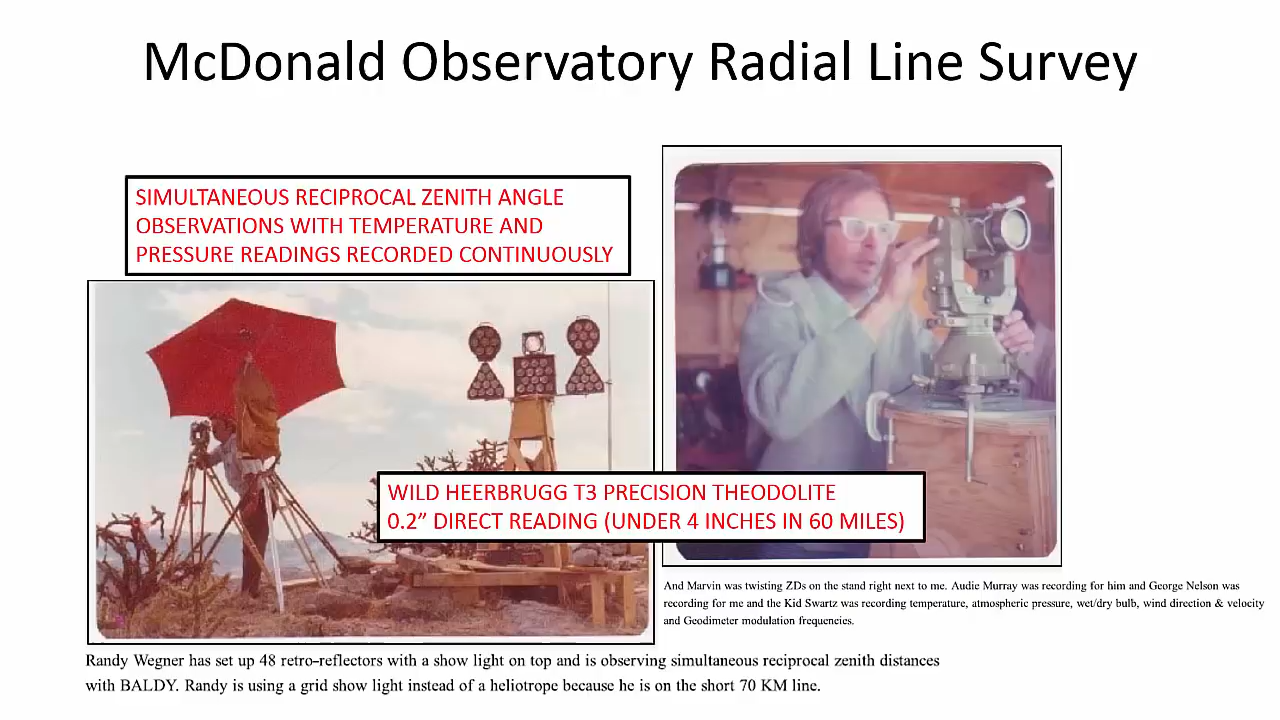 McDonald Observatory Radial Line Survey
SIMULTANEOUS RECIPROCAL ZENITH ANGLE
OBSERVATIONS WITH TEMPERATURE AND
PRESSURE READINGS RECORDED CONTINUOUSLY
WILD HEERBRUGG T3 PRECISION THEODOLITE
0.2” DIRECT READING (UNDER 4 INCHES IN 60 MILES)
And Marvin was twisting ZDs on the stand right next to me. Audie Murray was recording for him and George Nelson was
recording for me and the Kid Swartz was recording temperature, atmospheric pressure, wet/dry bulb, wind direction & velocity
and Geodimeter modulation frequencies.
Randy Wegner has set up 48 retro-reflectors with a show light on top and is observing simultaneous reciprocal zenith distances
with BALDY. Randy is using a grid show light instead of a heliotrope because he is on the short 70 KM line.